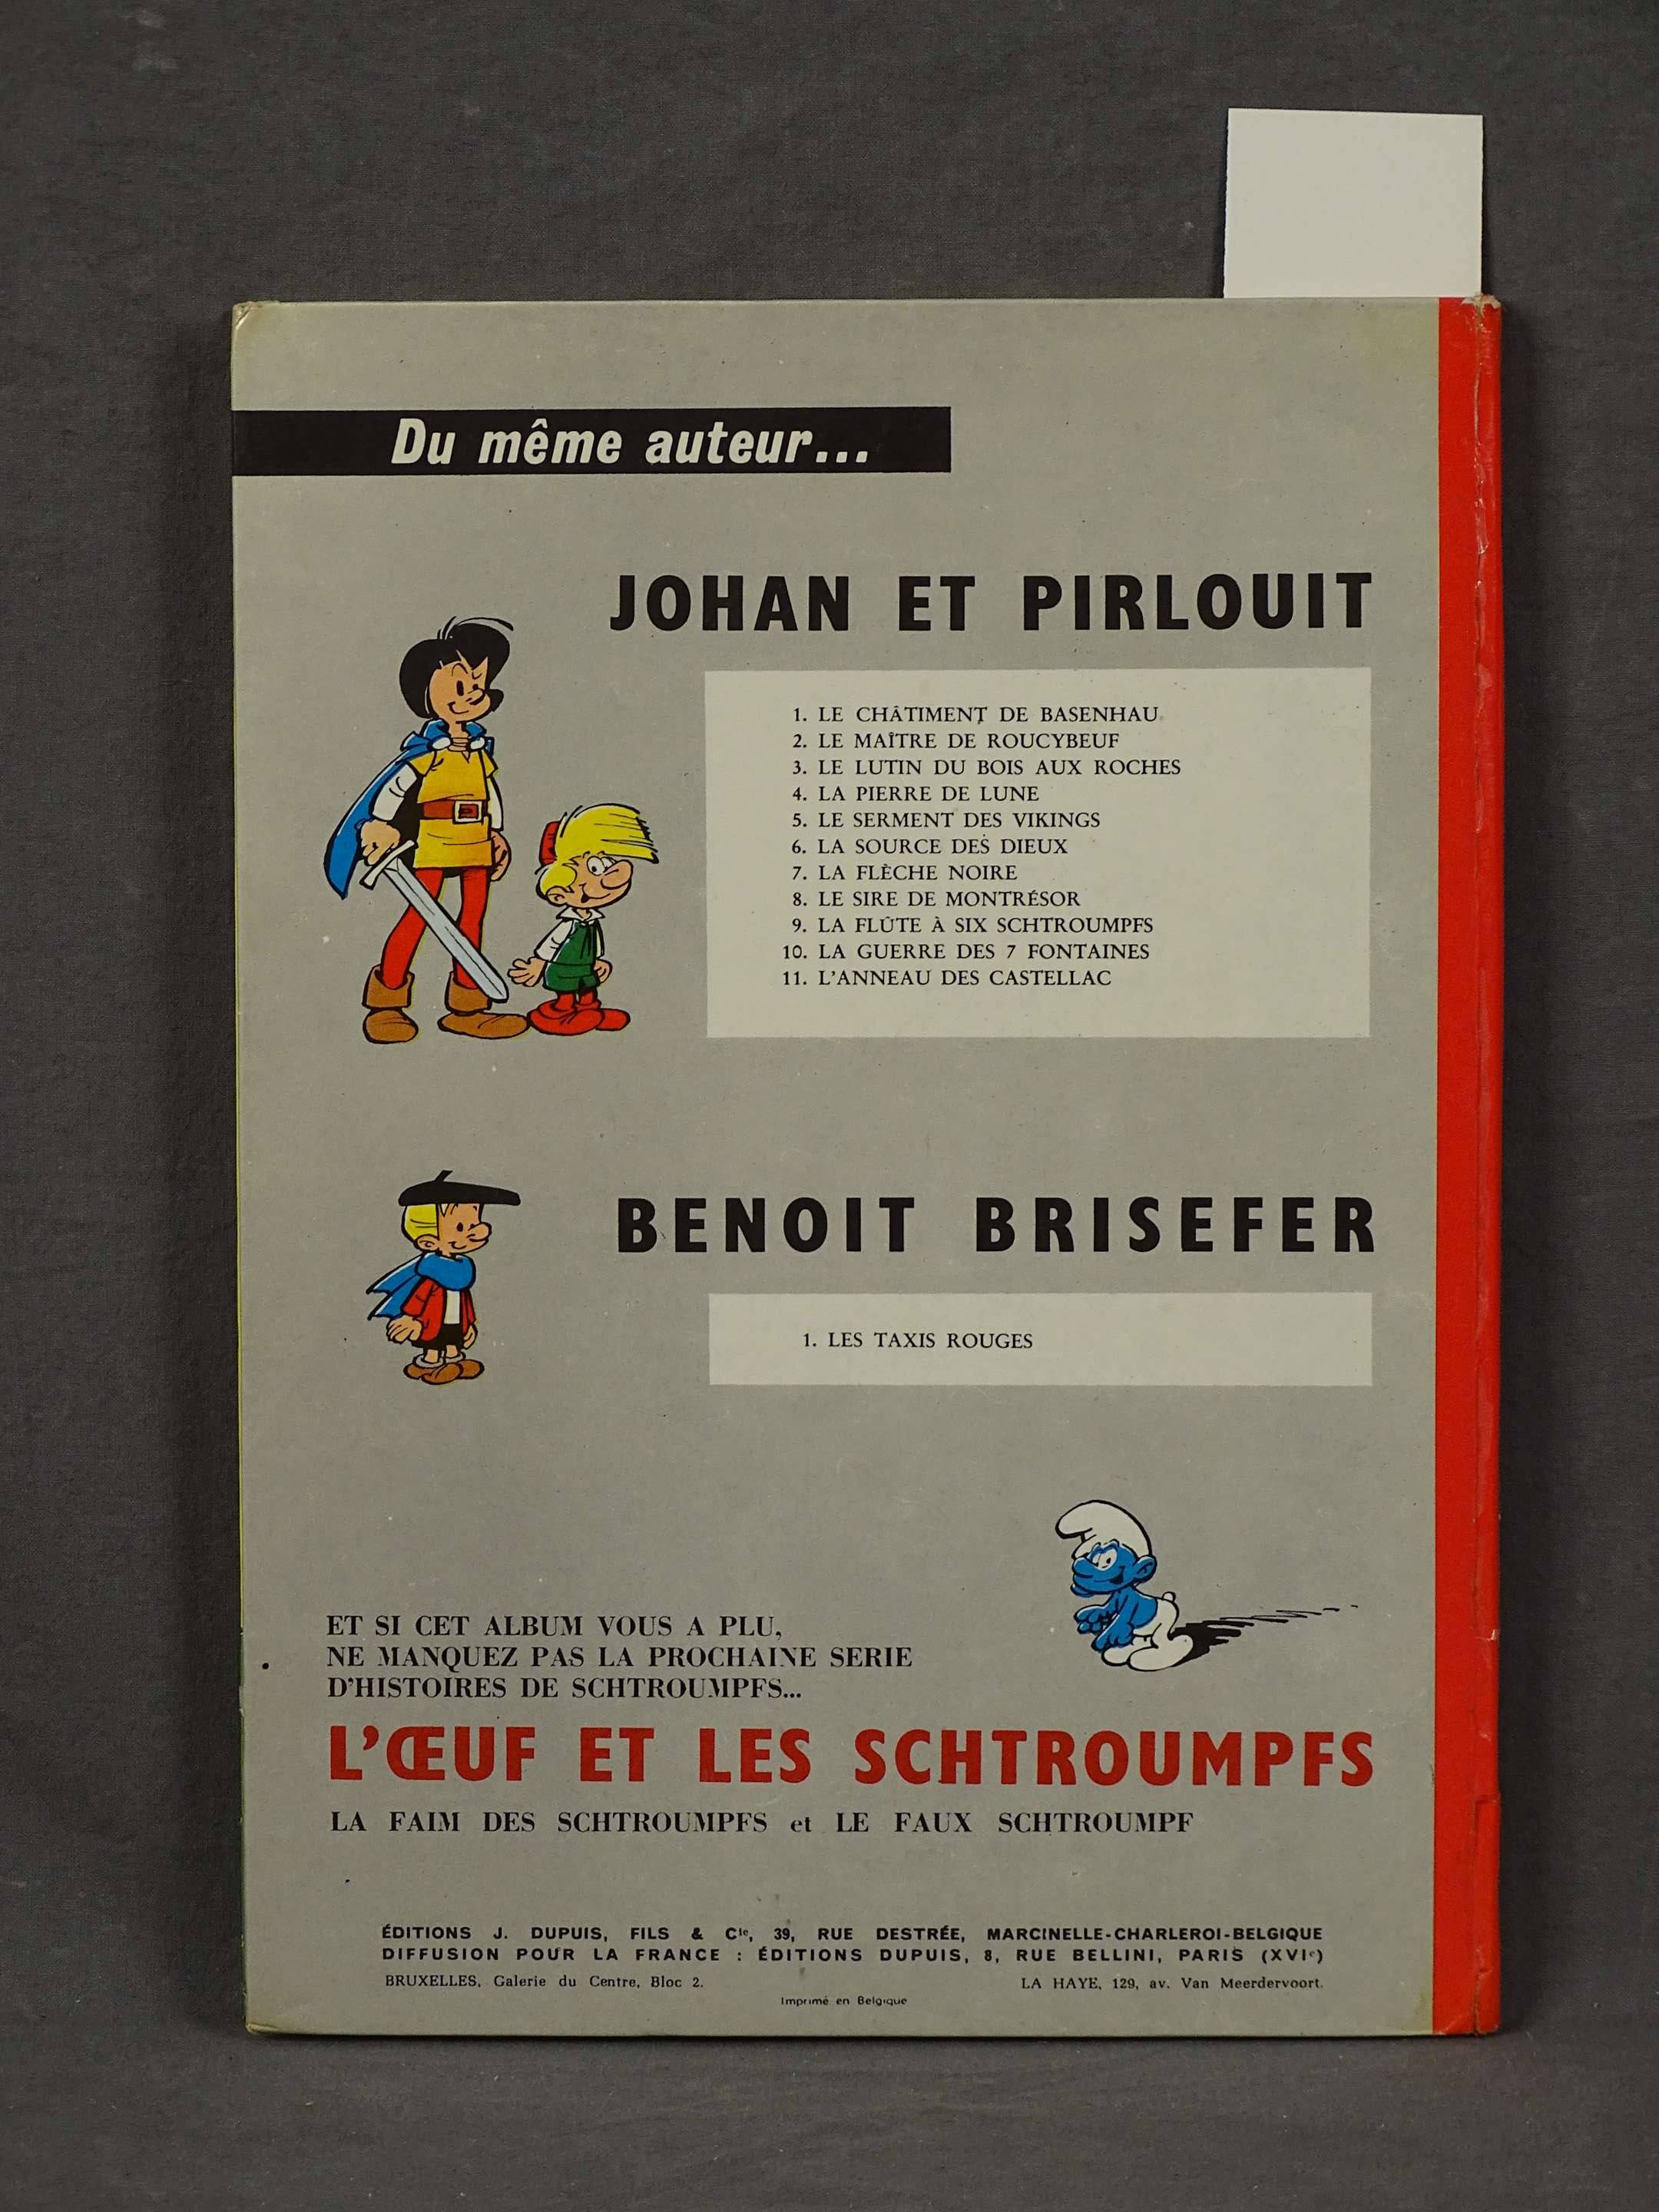 Du même auteur...
JOHAN ET PIRLOUIT
1. LE CHÂTIMENT DE BASENHAU
2. LE MAÎTRE DE ROUCYBEUF
3. LE LUTIN DU BOIS AUX ROCHES
4. LA PIERRE DE LUNE
5. LE SERMENT DES VIKINGS
6. LA SOURCE DES DIEUX
7. LA FLÈCHE NOIRE
8. LE SIRE DE MONTRÉSOR
9. LA FLÛTE À SIX SCHTROUMPFS
10. LA GUERRE DES 7 FONTAINES
11. L'ANNEAU DES CASTELLAC
BENOIT BRISEFER
1. LES TAXIS ROUGES
ET SI CET ALBUM VOUS A PLU,
NE MANQUEZ PAS LA PROCHAINE SERIE
D'HISTOIRES DE SCHTROUMPFS...
L'ŒUF ET LES SCHTROUMPFS
LA FAIM DES SCHTROUMPFS et LE FAUX SCHTROUMPF
ÉDITIONS J. DUPUIS, FILS & Cie, 39, RUE DESTRÉE, MARCINELLE-CHARLEROI-BELGIQUE
DIFFUSION POUR LA FRANCE : ÉDITIONS DUPUIS, 8, RUE BELLINI, PARIS (XVIe)
BRUXELLES, Galerie du Centre, Bloc 2. LA HAYE, 129, av. Van Meerdervoort.
Imprimé en Belgique